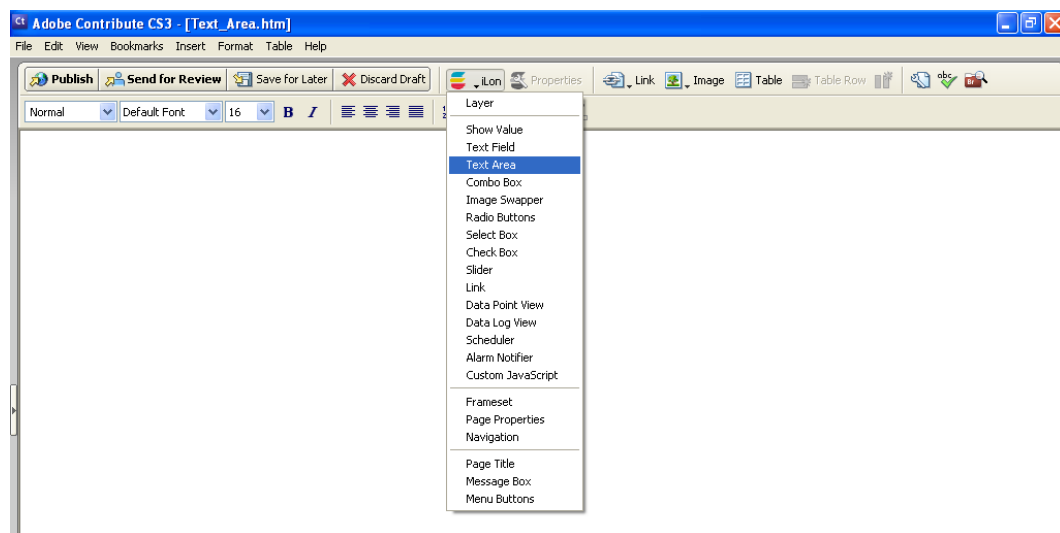 Ct Adobe Contribute CS3 - [Text_Area.htm]
File Edit View Bookmarks Insert Format Table Help
Publish Send for Review Save for Later Discard Draft iLon Properties Link Image Table Table Row
Normal Default Font 16 B I
Layer
Show Value
Text Field
Text Area
Combo Box
Image Swapper
Radio Buttons
Select Box
Check Box
Slider
Link
Data Point View
Data Log View
Scheduler
Alarm Notifier
Custom JavaScript
Frameset
Page Properties
Navigation
Page Title
Message Box
Menu Buttons